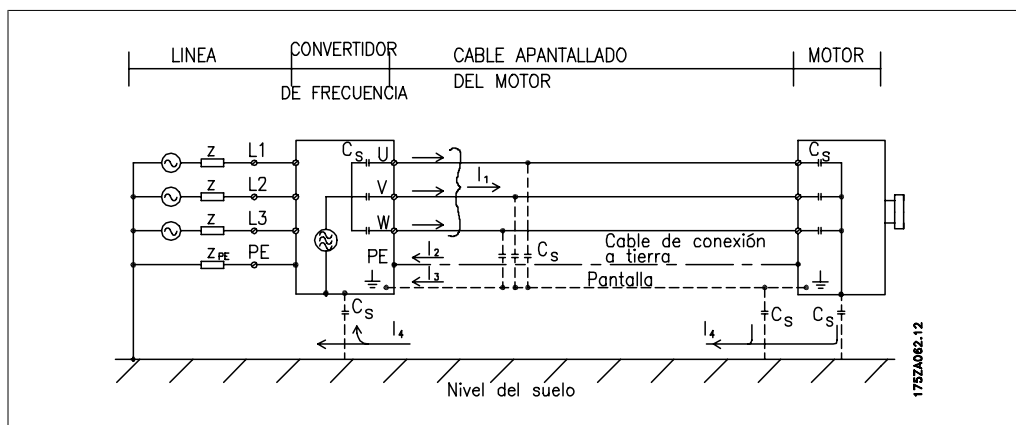 LINEA
CONVERTIDOR
DE FRECUENCIA
CABLE APANTALLADO
DEL MOTOR
MOTOR
Z L1
Z L2
Z L3
Z PE PE
CS U
V
W
PE
I1
I2
I3
CS
Cable de conexión
a tierra
Pantalla
CS
CS
I4
I4
CS
CS
Nivel del suelo
175ZA062.12